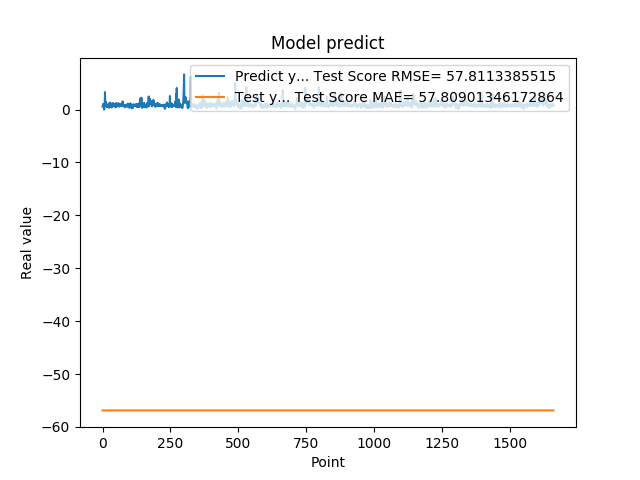 Model predict
Predict y... Test Score RMSE= 57.8113385515
Test y... Test Score MAE= 57.80901346172864
0
−10
−20
−30
−40
−50
−60
Real value
0 250 500 750 1000 1250 1500
Point